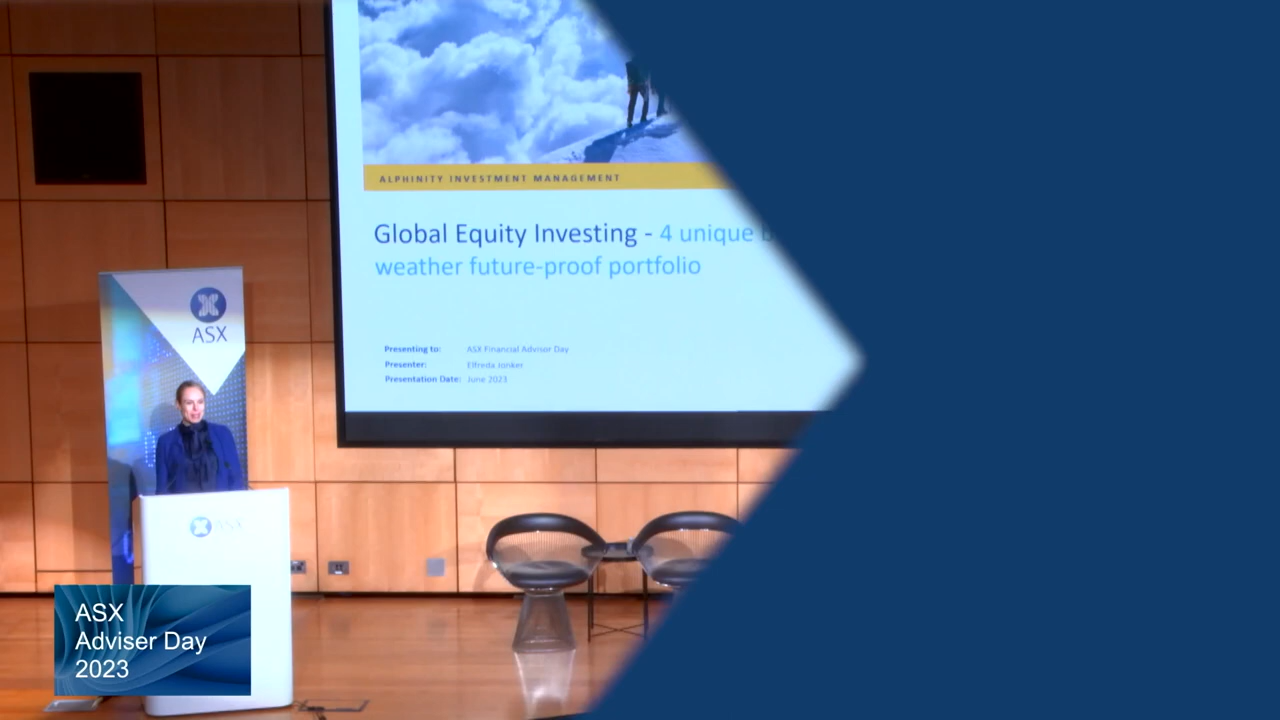 ALPHINITY INVESTMENT MANAGEMENT
Global Equity Investing - 4 unique
weather future-proof portfolio
Presenting to: ASX Financial Advisor Day
Presenter: Elfreda Jonker
Presentation Date: June 2023
ASX
ASX
ASX
Adviser Day
2023